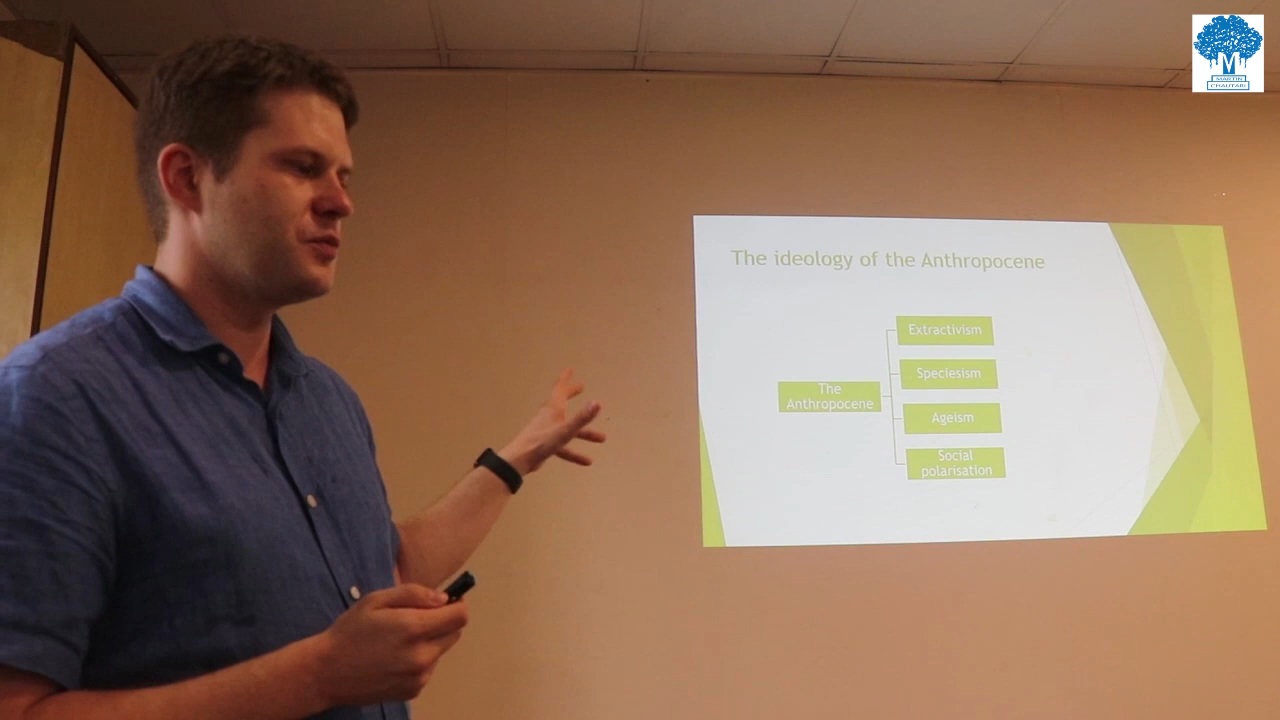 M
MARTIN
CHAUTARI
The ideology of the Anthropocene
Extractivism
Speciesism
The
Anthropocene
Ageism
Social
polarisation